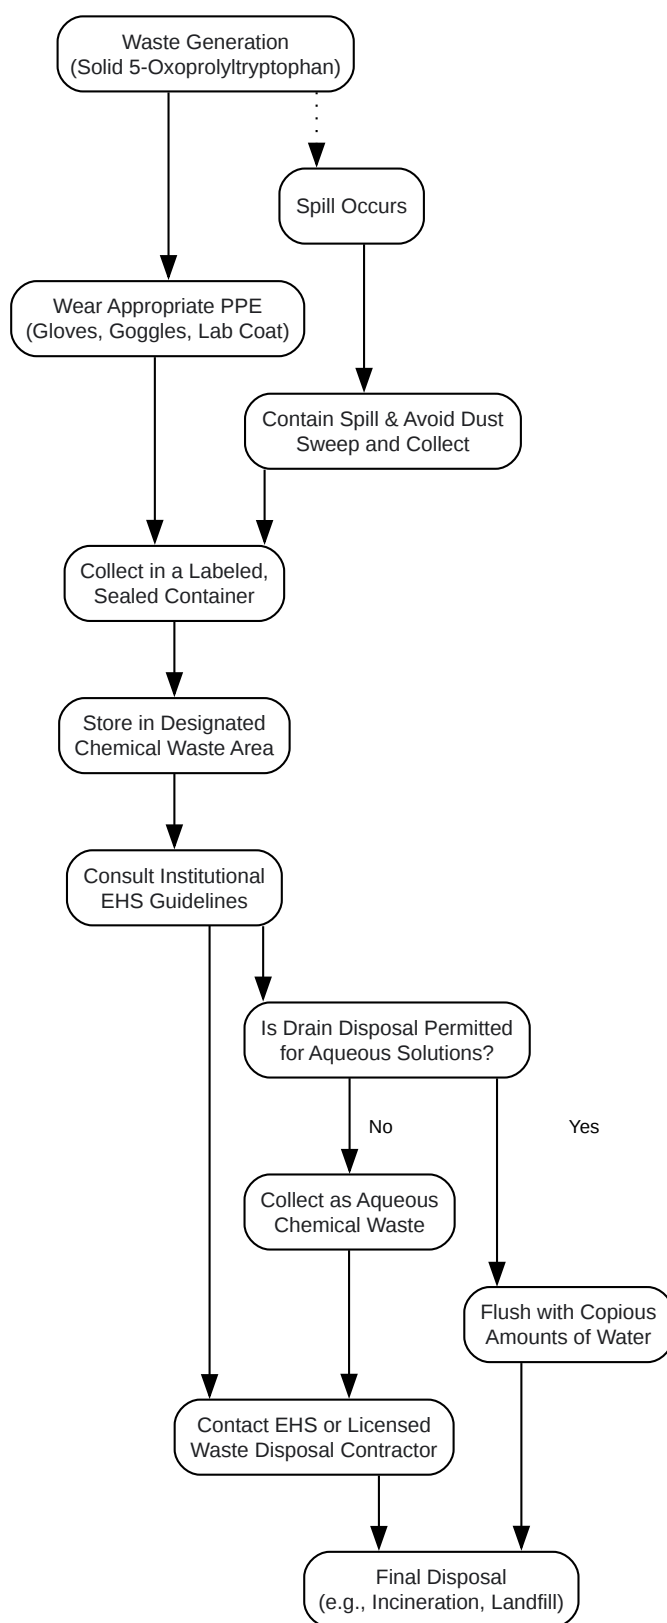 Waste Generation
(Solid 5-Oxoprolyltryptophan)
Spill Occurs
Wear Appropriate PPE
(Gloves, Goggles, Lab Coat)
Contain Spill & Avoid Dust
Sweep and Collect
Collect in a Labeled,
Sealed Container
Store in Designated
Chemical Waste Area
Consult Institutional
EHS Guidelines
Is Drain Disposal Permitted
for Aqueous Solutions?
No
Yes
Collect as Aqueous
Chemical Waste
Flush with Copious
Amounts of Water
Contact EHS or Licensed
Waste Disposal Contractor
Final Disposal
(e.g., Incineration, Landfill)